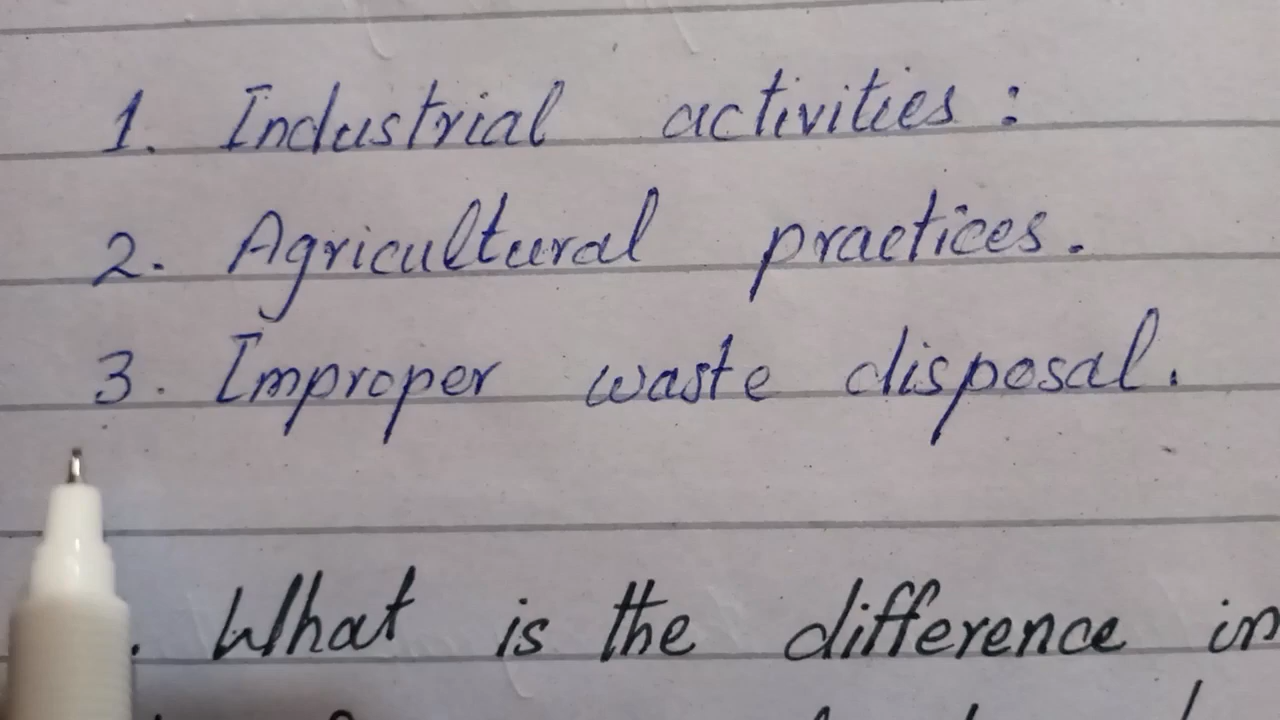 1. Industrial activities:
2. Agricultural practices.
3. Improper waste disposal.
. What is the difference in